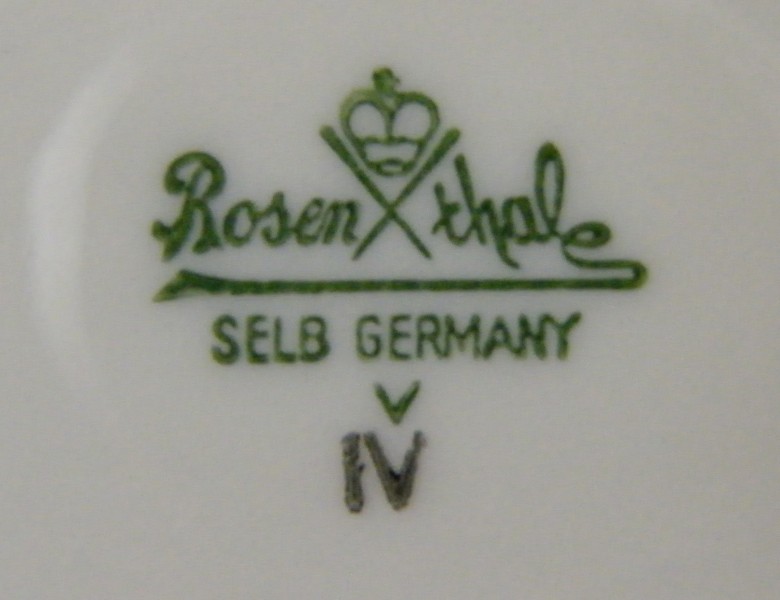 Rosenthal
SELB GERMANY
V
IV